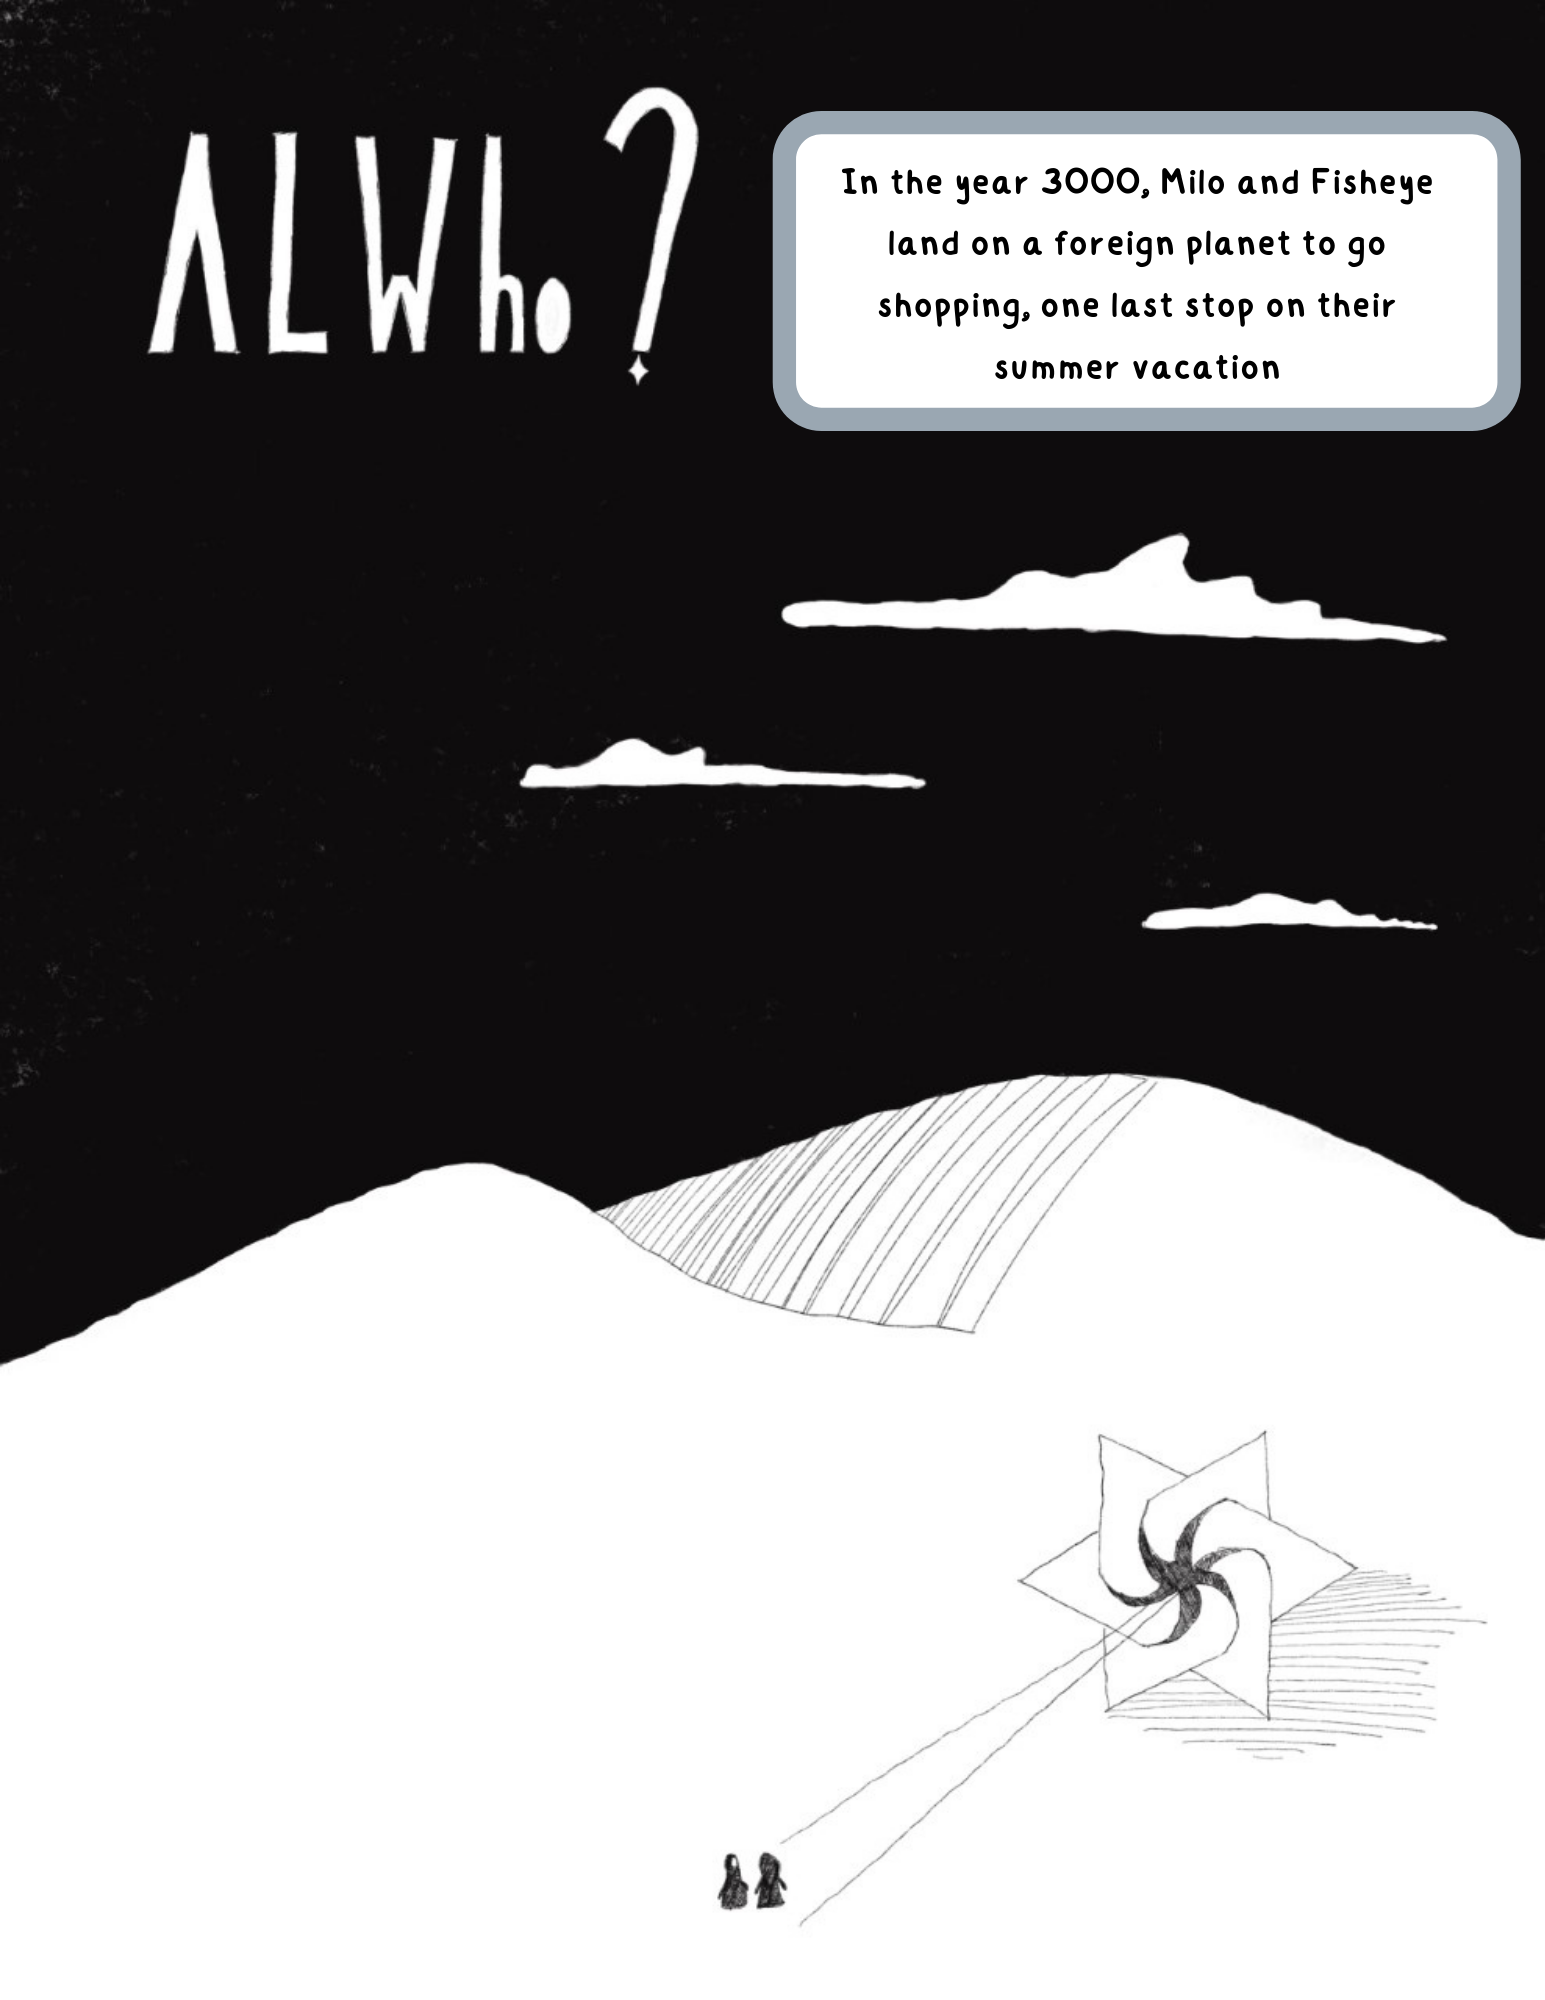 ALWho?
In the year 3000, Milo and Fisheye
land on a foreign planet to go
shopping, one last stop on their
summer vacation